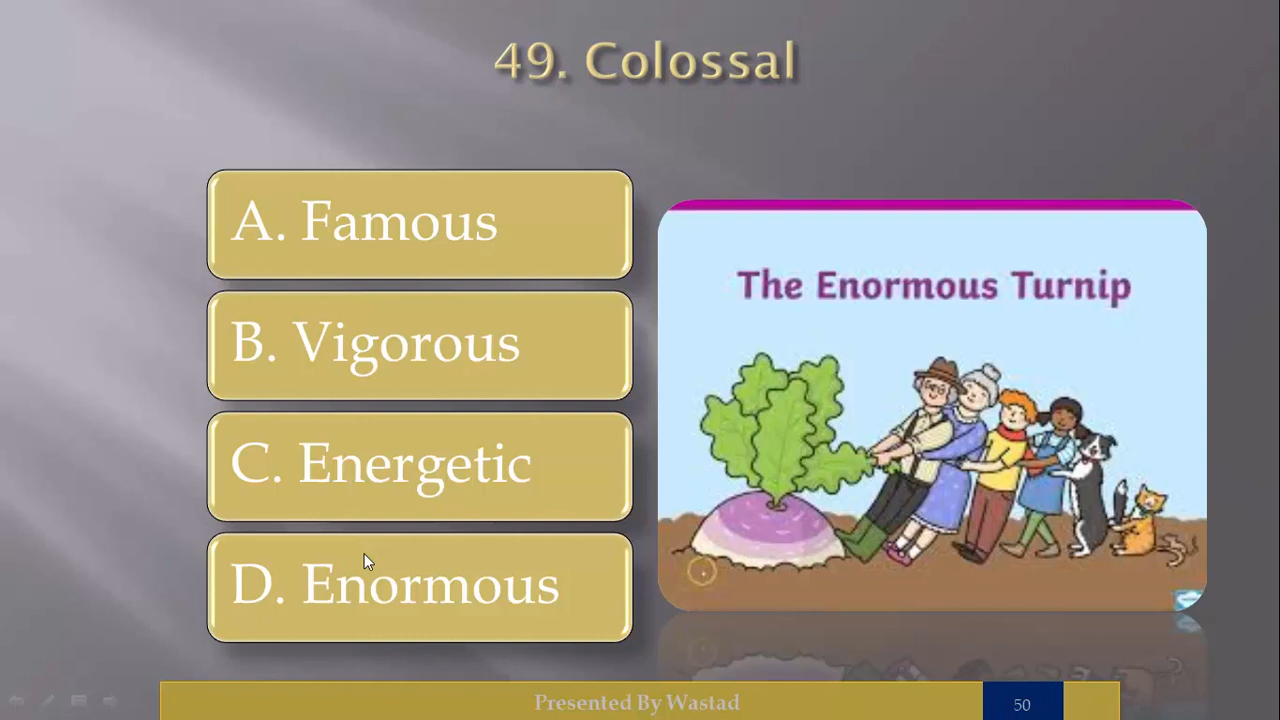 49. Colossal
A. Famous
B. Vigorous
C. Energetic
D. Enormous
The Enormous Turnip
Presented By Wastad
50